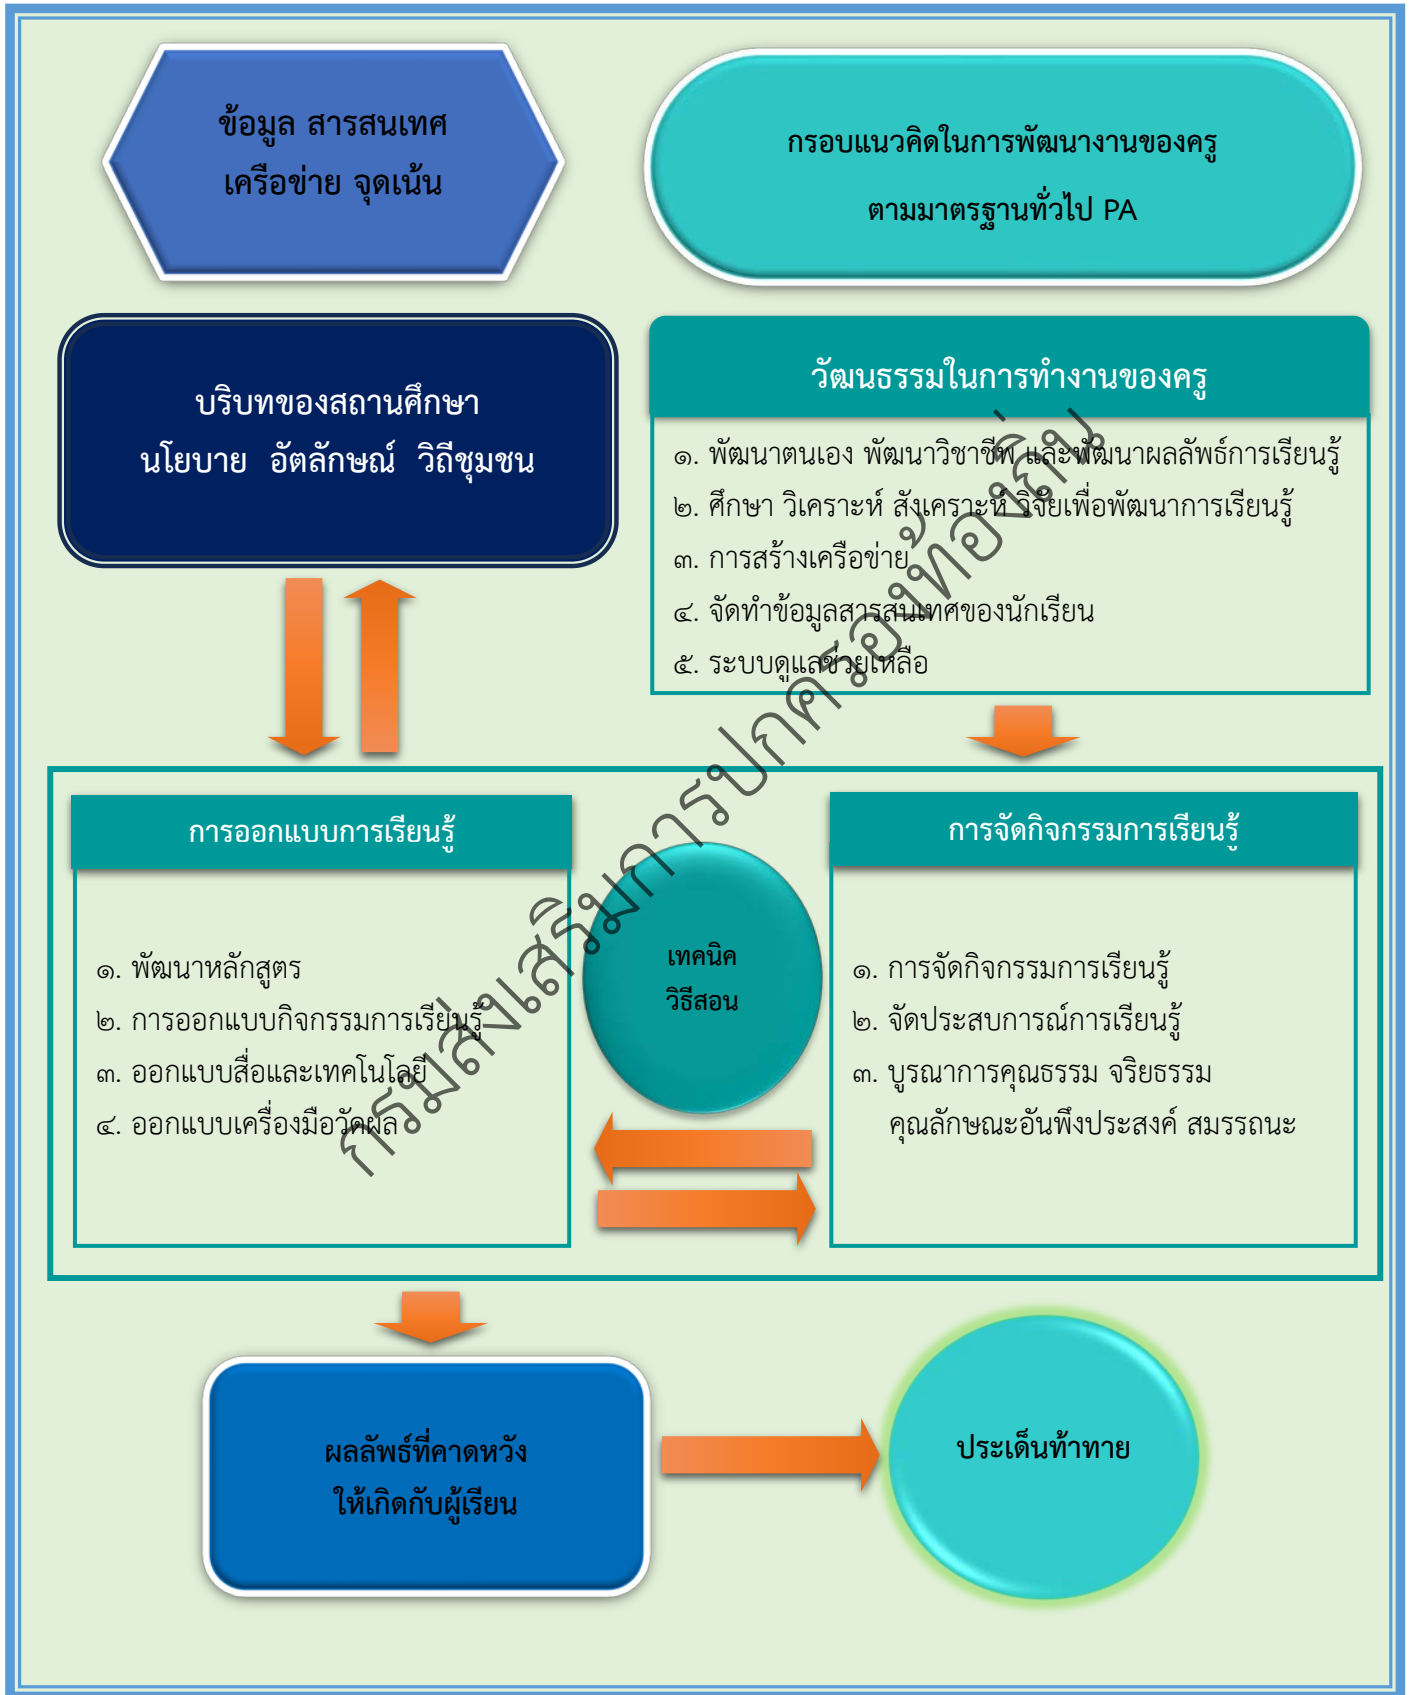 ข้อมูล สารสนเทศ
เครือข่าย จุดเน้น
กรอบแนวคิดในการพัฒนางานของครู
ตามมาตรฐานทั่วไป PA
บริบทของสถานศึกษา
นโยบาย อัตลักษณ์ วิถีชุมชน
วัฒนธรรมในการทำงานของครู
๑. พัฒนาตนเอง พัฒนาวิชาชีพ และพัฒนาผลลัพธ์การเรียนรู้
๒. ศึกษา วิเคราะห์ สังเคราะห์ วิจัยเพื่อพัฒนาการเรียนรู้
๓. การสร้างเครือข่าย
๔. จัดทำข้อมูลสารสนเทศของนักเรียน
๕. ระบบดูแลช่วยเหลือ
การออกแบบการเรียนรู้
๑. พัฒนาหลักสูตร
๒. การออกแบบกิจกรรมการเรียนรู้
๓. ออกแบบสื่อและเทคโนโลยี
๔. ออกแบบเครื่องมือวัดผล
เทคนิค
วิธีสอน
การจัดกิจกรรมการเรียนรู้
๑. การจัดกิจกรรมการเรียนรู้
๒. จัดประสบการณ์การเรียนรู้
๓. บูรณาการคุณธรรม จริยธรรม
คุณลักษณะอันพึงประสงค์ สมรรถนะ
ผลลัพธ์ที่คาดหวัง
ให้เกิดกับผู้เรียน
ประเด็นท้าทาย
กรมส่งเสริมการปกครองท้องถิ่น